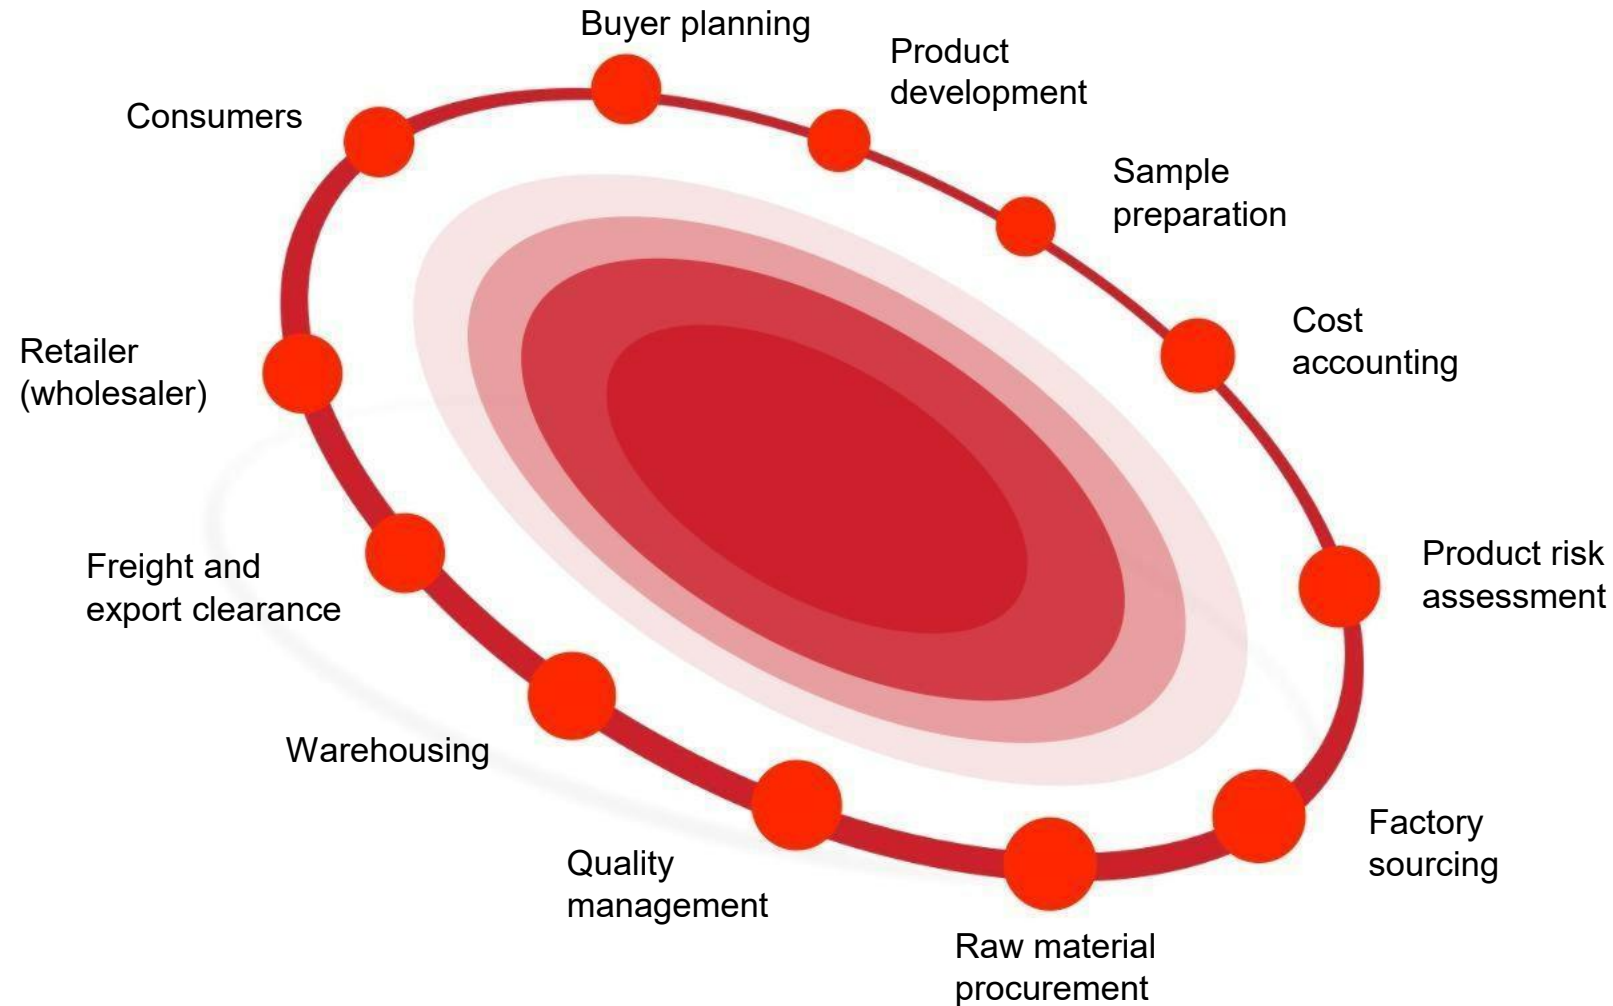 Buyer planning
Product
development
Sample
preparation
Cost
accounting
Product risk
assessment
Factory
sourcing
Raw material
procurement
Quality
management
Warehousing
Freight and
export clearance
Retailer
(wholesaler)
Consumers